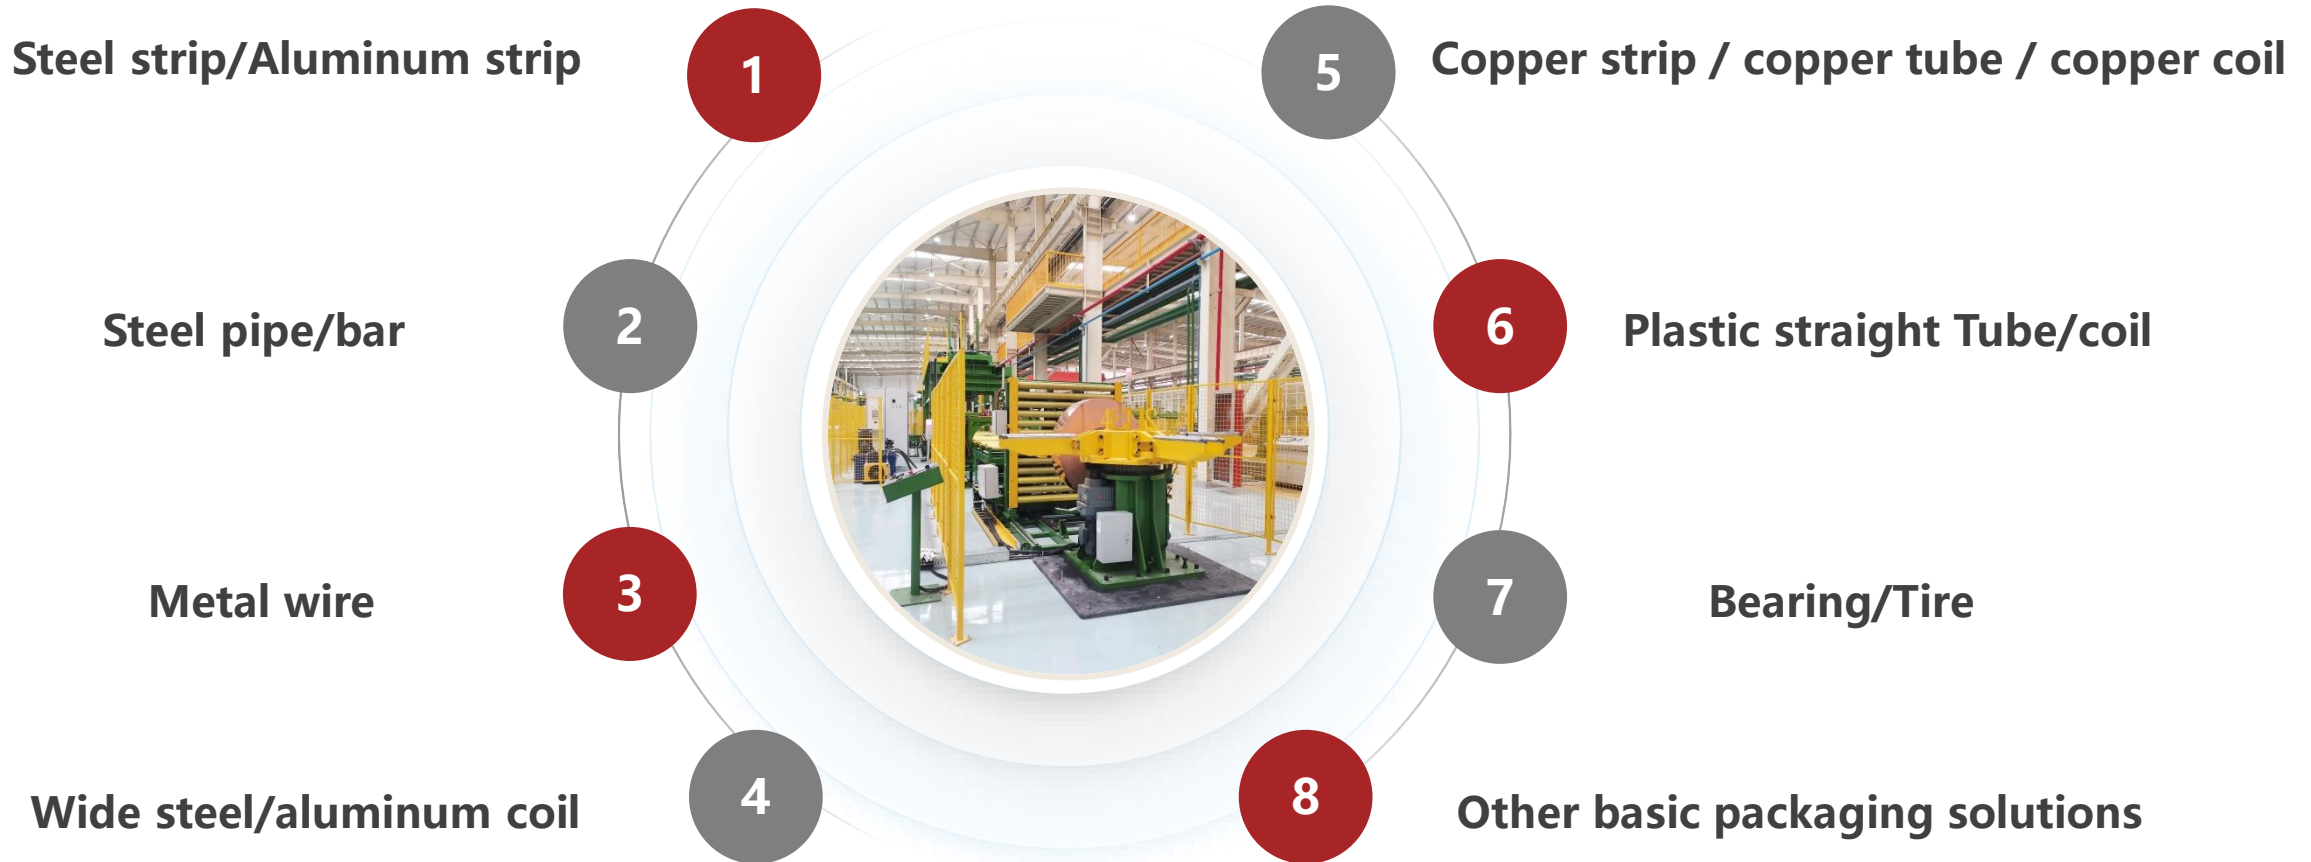 Steel strip/Aluminum strip
1
Steel pipe/bar
2
Metal wire
3
Wide steel/aluminum coil
4
5
Copper strip / copper tube / copper coil
6
Plastic straight Tube/coil
7
Bearing/Tire
8
Other basic packaging solutions